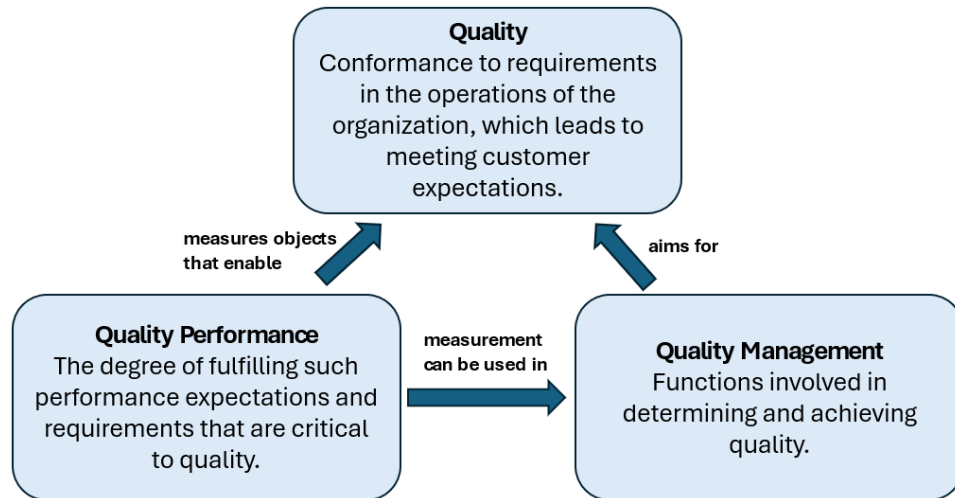 Quality
Conformance to requirements
in the operations of the
organization, which leads to
meeting customer
expectations.
measures objects
that enable
aims for
Quality Performance
The degree of fulfilling such
performance expectations and
requirements that are critical
to quality.
measurement
can be used in
Quality Management
Functions involved in
determining and achieving
quality.